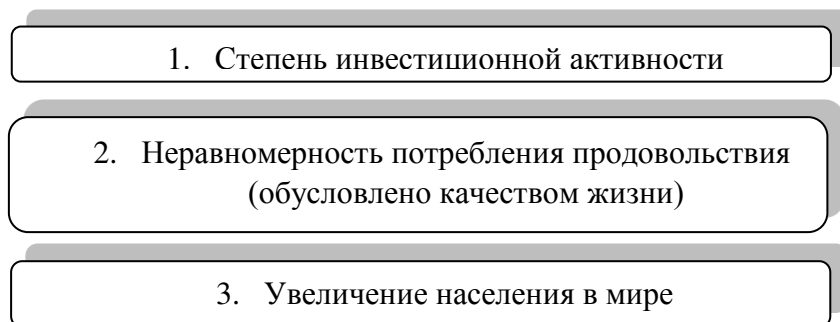 1. Степень инвестиционной активности
2. Неравномерность потребления продовольствия
(обусловлено качеством жизни)
3. Увеличение населения в мире